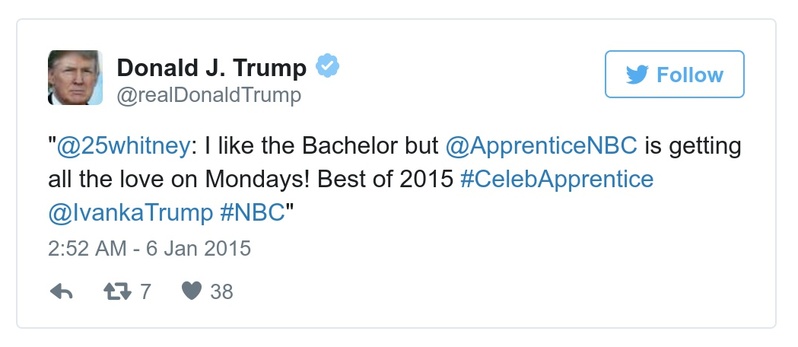 Donald J. Trump
@realDonaldTrump
Follow
"@25whitney: I like the Bachelor but @ApprenticeNBC is getting
all the love on Mondays! Best of 2015 #CelebApprentice
@IvankaTrump #NBC"
2:52 AM - 6 Jan 2015
7 38